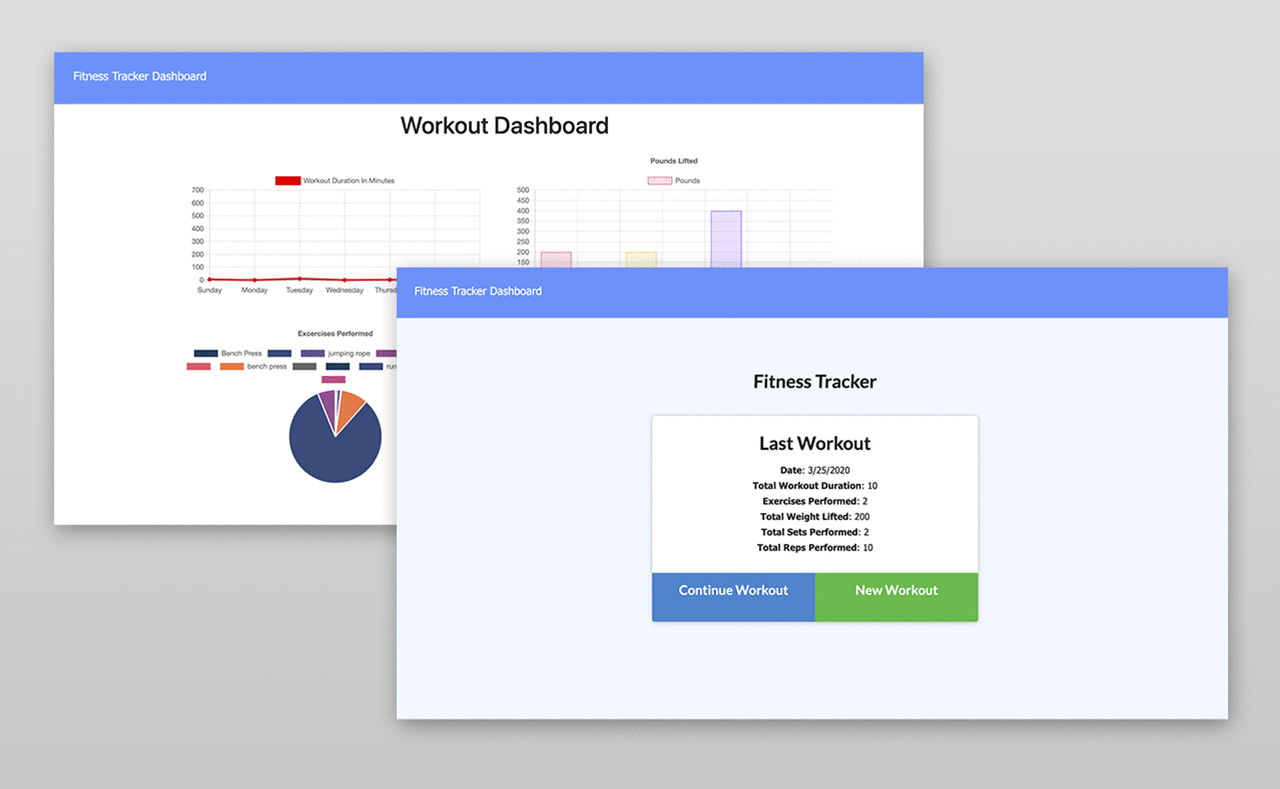 Fitness Tracker Dashboard
Workout Dashboard
Workout Duration In Minutes
700
600
500
400
300
200
100
0
Sunday Monday Tuesday Wednesday Thursd
Pounds Lifted
Pounds
500
450
400
350
300
250
200
150
Excercises Performed
Bench Press jumping rope
bench press run
Fitness Tracker Dashboard
Fitness Tracker
Last Workout
Date: 3/25/2020
Total Workout Duration: 10
Exercises Performed: 2
Total Weight Lifted: 200
Total Sets Performed: 2
Total Reps Performed: 10
Continue Workout New Workout